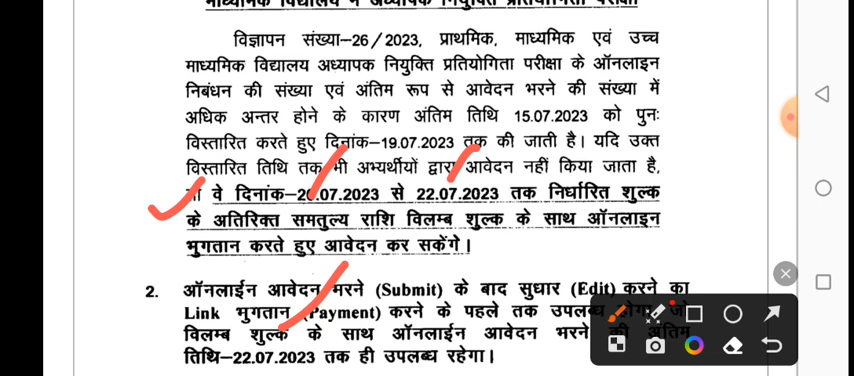 माध्यमिक विद्यालय में अध्यापक नियुक्ति प्रतियोगिता परीक्षा
विज्ञापन संख्या–26/2023, प्राथमिक, माध्यमिक एवं उच्च
माध्यमिक विद्यालय अध्यापक नियुक्ति प्रतियोगिता परीक्षा के ऑनलाइन
निबंधन की संख्या एवं अंतिम रूप से आवेदन भरने की संख्या में
अधिक अन्तर होने के कारण अंतिम तिथि 15.07.2023 को पुनः
विस्तारित करते हुए दिनांक–19.07.2023 तक की जाती है। यदि उक्त
विस्तारित तिथि तक भी अभ्यर्थीयों द्वारा आवेदन नहीं किया जाता है,
वे दिनांक–20.07.2023 से 22.07.2023 तक निर्धारित शुल्क
के अतिरिक्त समतुल्य राशि विलम्ब शुल्क के साथ ऑनलाइन
भुगतान करते हुए आवेदन कर सकेंगे।
2. ऑनलाईन आवेदन भरने (Submit) के बाद सुधार (Edit) करने का
Link भुगतान (Payment) करने के पहले तक उपलब्ध होगा जो
विलम्ब शुल्क के साथ ऑनलाईन आवेदन भरने की अंतिम
तिथि–22.07.2023 तक ही उपलब्ध रहेगा।